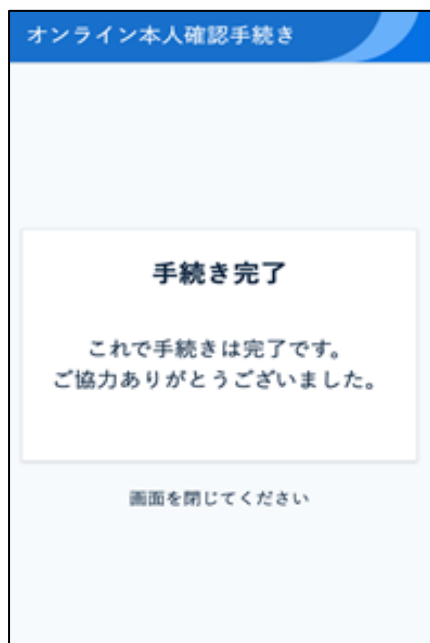 オンライン本人確認手続き
手続き完了
これで手続きは完了です。
ご協力ありがとうございました。
画面を閉じてください